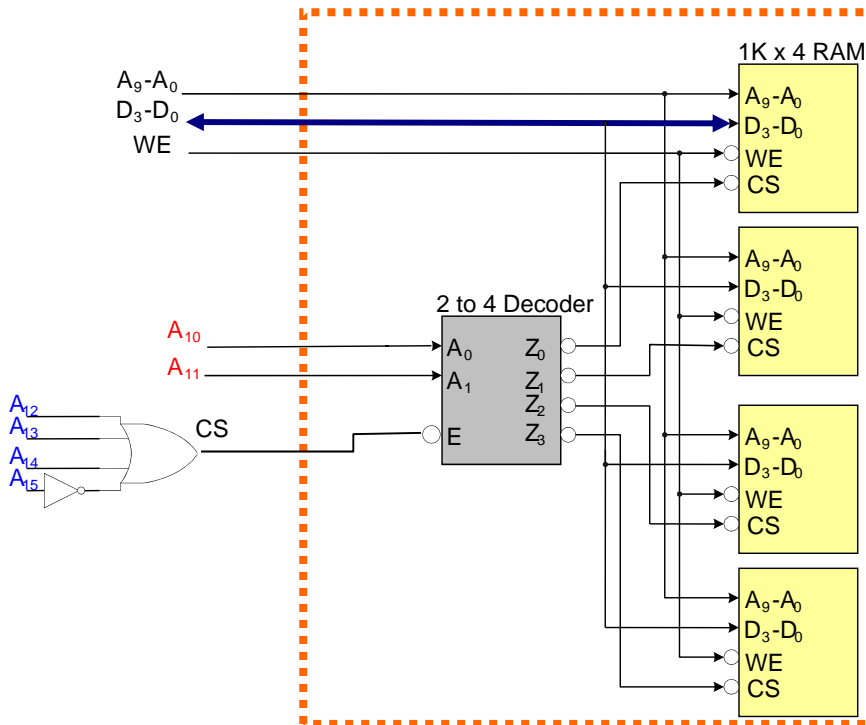 1K x 4 RAM
A₉-A₀
D₃-D₀
WE
A₉-A₀
D₃-D₀
WE
CS
A₉-A₀
D₃-D₀
WE
CS
2 to 4 Decoder
A₁₀
A₁₁
A₀ Z₀
A₁ Z₁
Z₂
E Z₃
A₁₂
A₁₃
A₁₄
A₁₅
CS
A₉-A₀
D₃-D₀
WE
CS
A₉-A₀
D₃-D₀
WE
CS